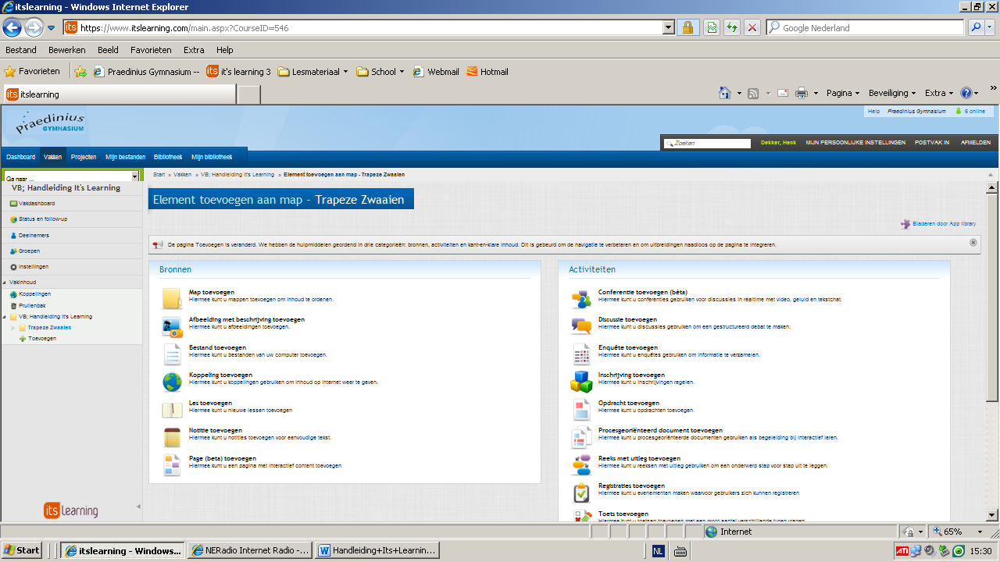 itslearning - Windows Internet Explorer
https://www.itslearning.com/main.aspx?CourseID=546
Google Nederland
Bestand Bewerken Beeld Favorieten Extra Help
Favorieten Praedinius Gymnasium -- it's learning 3 Lesmateriaal School Webmail Hotmail
itslearning
Pagina Beveiliging Extra
Praedinius GYMNASIUM
Help Praedinius Gymnasium 6 online
Zoeken Dekker, Henk MIJN PERSOONLIJKE INSTELLINGEN POSTVAK IN AFMELDEN
Dashboard Vakken Projecten Mijn bestanden Bibliotheek Mijn bibliotheek
Ga naar ...
Start » Vakken » VB; Handleiding It's Learning » Element toevoegen aan map - Trapeze Zwaaien
VB; Handleiding It's Learning
Vakdashboard
Status en follow-up
Deelnemers
Groepen
Instellingen
Vakinhoud
Koppelingen
Prullenbak
VB; Handleiding It's Learning
Trapeze Zwaaien
Toevoegen
its learning
Element toevoegen aan map - Trapeze Zwaaien
Bladeren door App library
De pagina Toevoegen is veranderd. We hebben de hulpmiddelen geordend in drie categorieën: bronnen, activiteiten en kant-en-klare inhoud. Dit is gebeurd om de navigatie te verbeteren en om uitbreidingen naadloos op de pagina te integreren.
Bronnen
Map toevoegen
Hiermee kunt u mappen toevoegen om inhoud te ordenen.
Afbeelding met beschrijving toevoegen
Hiermee kunt u afbeeldingen toevoegen.
Bestand toevoegen
Hiermee kunt u bestanden van uw computer toevoegen.
Koppeling toevoegen
Hiermee kunt u koppelingen gebruiken om inhoud op internet weer te geven.
Les toevoegen
Hiermee kunt u nieuwe lessen toevoegen
Notitie toevoegen
Hiermee kunt u notities toevoegen voor eenvoudige tekst.
Page (beta) toevoegen
Hiermee kunt u een pagina met interactief content toevoegen
Activiteiten
Conferentie toevoegen (bèta)
Hiermee kunt u conferenties gebruiken voor discussies in realtime met video, geluid en tekstchat.
Discussie toevoegen
Hiermee kunt u discussies gebruiken om een gestructureerd debat te maken.
Enquête toevoegen
Hiermee kunt u enquêtes gebruiken om informatie te verzamelen.
Inschrijving toevoegen
Hiermee kunt u inschrijvingen regelen.
Opdracht toevoegen
Hiermee kunt u opdrachten toevoegen.
Procesgeoriënteerd document toevoegen
Hiermee kunt u procesgeoriënteerde documenten gebruiken als begeleiding bij interactief leren.
Reeks met uitleg toevoegen
Hiermee kunt u reeksen met uitleg gebruiken om een onderwerp stap voor stap uit te leggen.
Registraties toevoegen
Hiermee kunt u evenementen maken waarvoor gebruikers zich kunnen registreren
Toets toevoegen
Hiermee kunt u toetsen toevoegen met een groot aantal verschillende typen vragen.
Internet 65%
Start itslearning - Windows... NERadio Internet Radio -... Handleiding+Its+Learnin... NL ATI 15:30